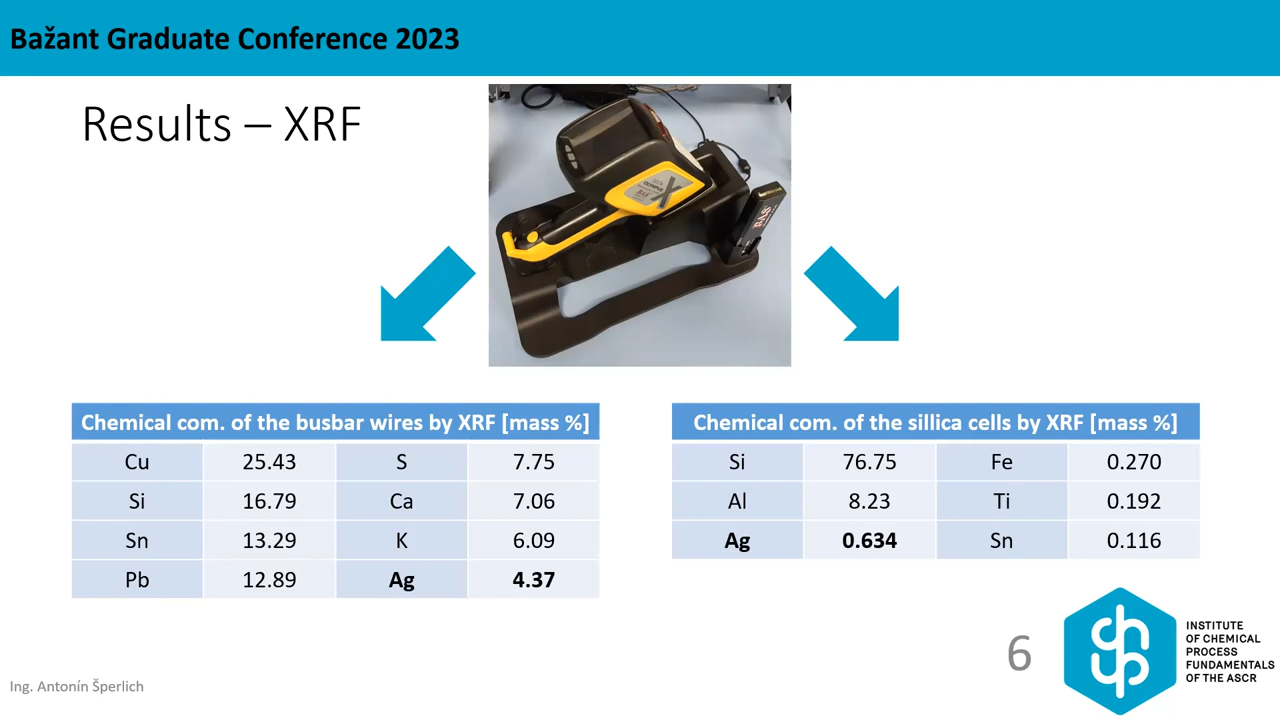 Bažant Graduate Conference 2023
Results – XRF
OLYMPUS
BAS
X
BAS
Chemical com. of the busbar wires by XRF [mass %]
Cu 25.43 S 7.75
Si 16.79 Ca 7.06
Sn 13.29 K 6.09
Pb 12.89 Ag 4.37
Chemical com. of the sillica cells by XRF [mass %]
Si 76.75 Fe 0.270
Al 8.23 Ti 0.192
Ag 0.634 Sn 0.116
6
INSTITUTE
OF CHEMICAL
PROCESS
FUNDAMENTALS
OF THE ASCR
Ing. Antonín Šperlich